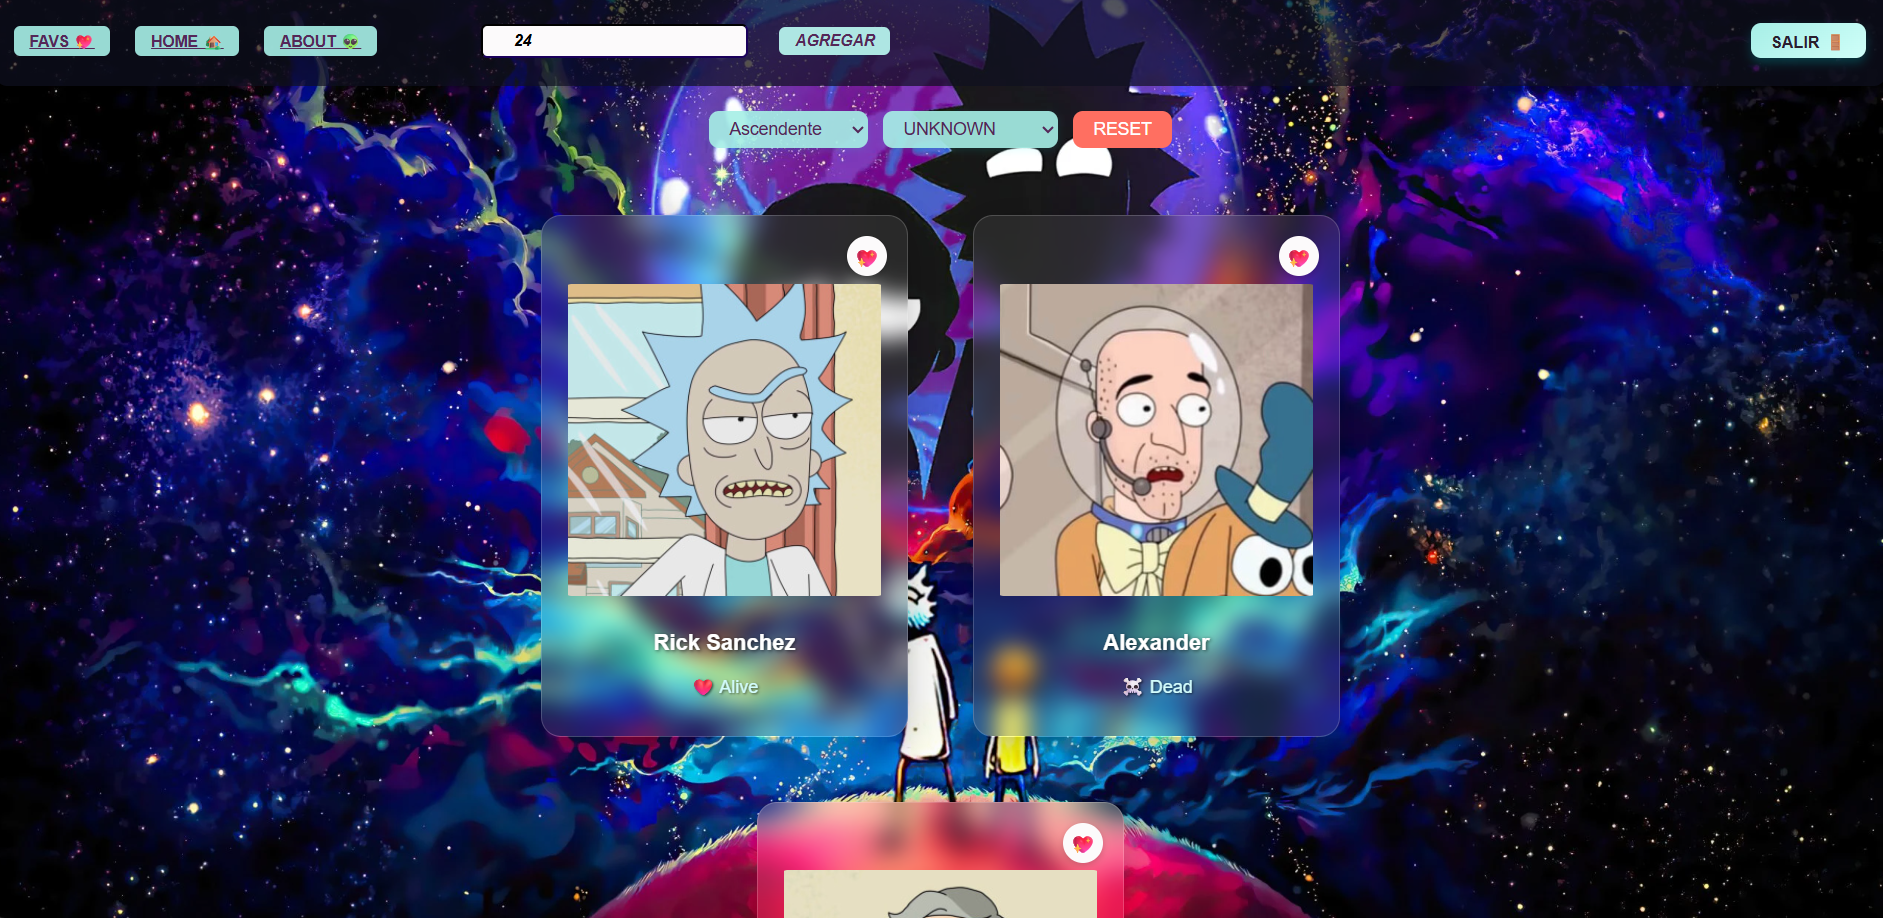 FAVS 💖 HOME 🏠 ABOUT 👽 24 AGREGAR SALIR 🚪
Ascendente UNKNOWN RESET
Rick Sanchez
❤️ Alive
Alexander
☠️ Dead